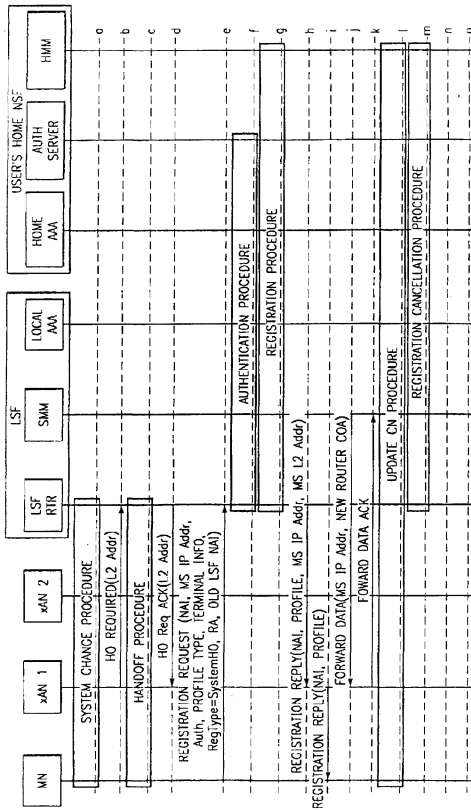 USER'S HOME NSF
LSF
MN
xAN 1
xAN 2
LSF
RTR
SMM
LOCAL
AAA
HOME
AAA
AUTH
SERVER
HMM
SYSTEM CHANGE PROCEDURE
a
HO REQUIRED(L2 Addr)
b
HANDOFF PROCEDURE
c
HO Req ACK(L2 Addr)
d
REGISTRATION REQUEST (NAI, MS IP Addr,
Auth, PROFILE TYPE, TERMINAL INFO,
Regiype=SystemHO, RA, OLD LSF NAI)
e
AUTHENTICATION PROCEDURE
f
REGISTRATION PROCEDURE
g
REGISTRATION REPLY(NAI, PROFILE, MS IP Addr, MS L2 Addr)
h
REGISTRATION REPLY(NAI, PROFILE)
i
FORWARD DATA(MS IP Addr, NEW ROUTER COA)
j
FOWARD DATA ACK
k
UPDATE CN PROCEDURE
l
REGISTRATION CANCELLATION PROCEDURE
m
n
o